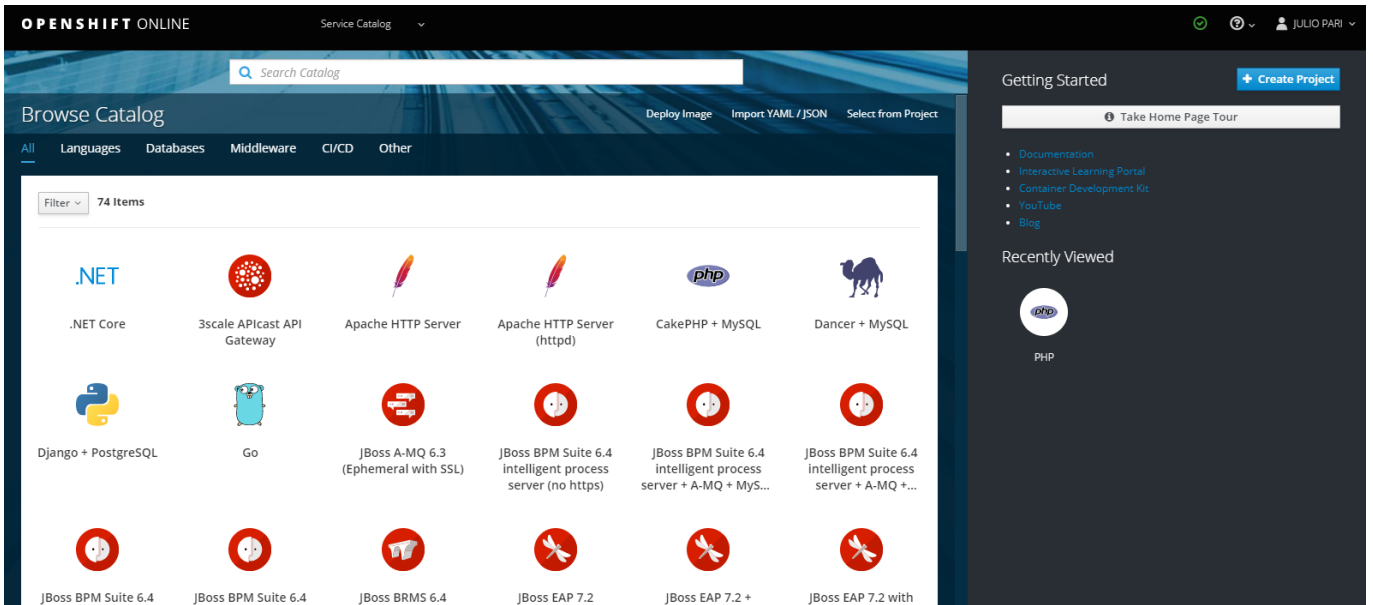 OPENSHIFT ONLINE
Service Catalog
JULIO PARI
Search Catalog
Browse Catalog
Deploy Image Import YAML / JSON Select from Project
All Languages Databases Middleware CI/CD Other
Filter 74 Items
.NET
php
.NET Core
3scale APIcast API
Gateway
Apache HTTP Server
Apache HTTP Server
(httpd)
CakePHP + MySQL
Dancer + MySQL
Django + PostgreSQL
Go
JBoss A-MQ 6.3
(Ephemeral with SSL)
JBoss BPM Suite 6.4
intelligent process
server (no https)
JBoss BPM Suite 6.4
intelligent process
server + A-MQ + MyS...
JBoss BPM Suite 6.4
intelligent process
server + A-MQ +...
JBoss BPM Suite 6.4
JBoss BPM Suite 6.4
JBoss BRMS 6.4
JBoss EAP 7.2
JBoss EAP 7.2 +
JBoss EAP 7.2 with
Getting Started
+ Create Project
Take Home Page Tour
Documentation
Interactive Learning Portal
Container Development Kit
YouTube
Blog
Recently Viewed
php
PHP